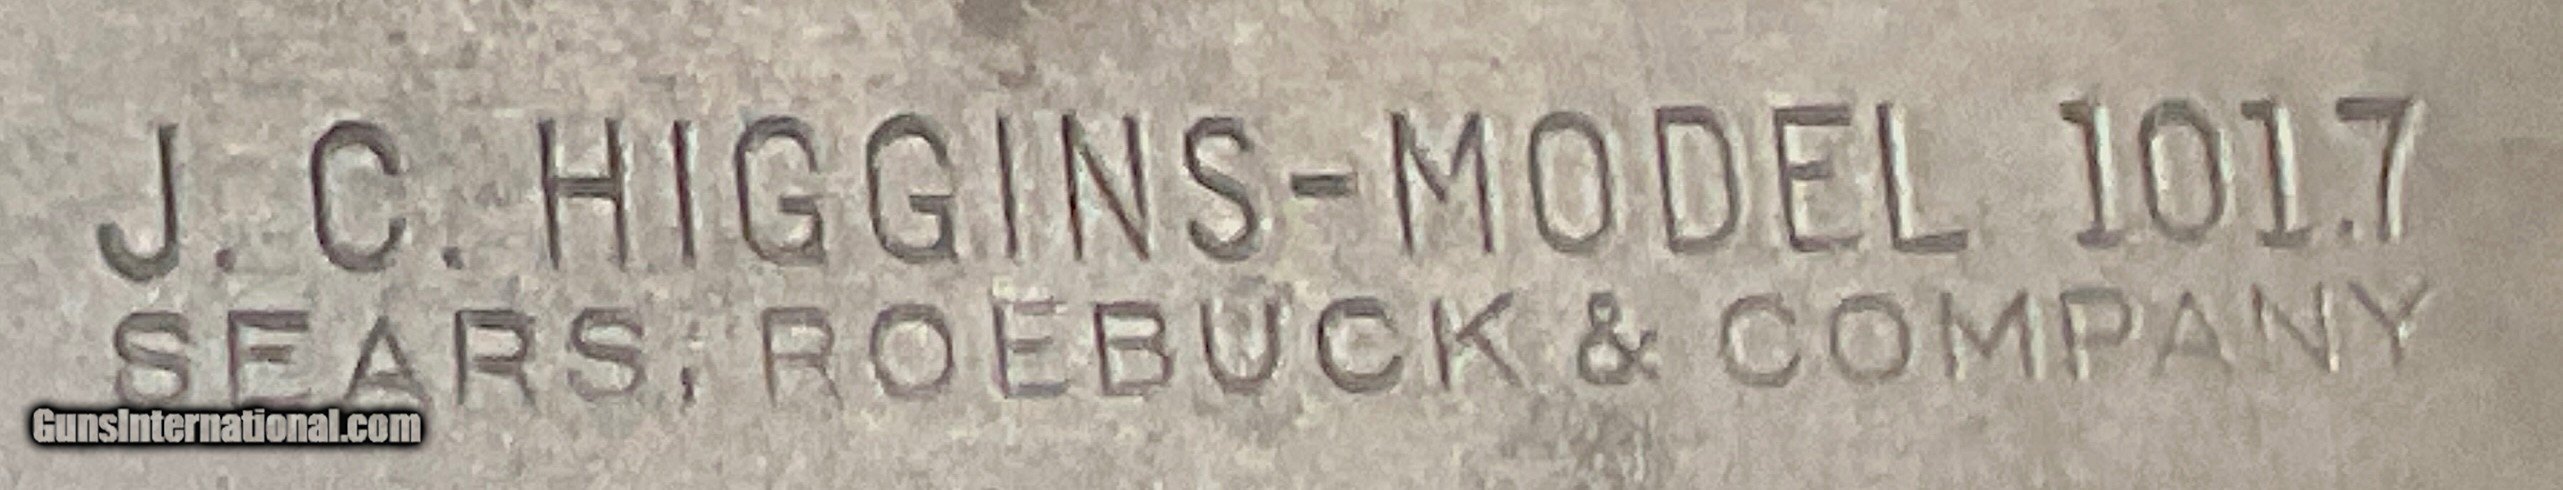 J. C. HIGGINS-MODEL 101.7
SEARS, ROEBUCK & COMPANY
GunsInternational.com